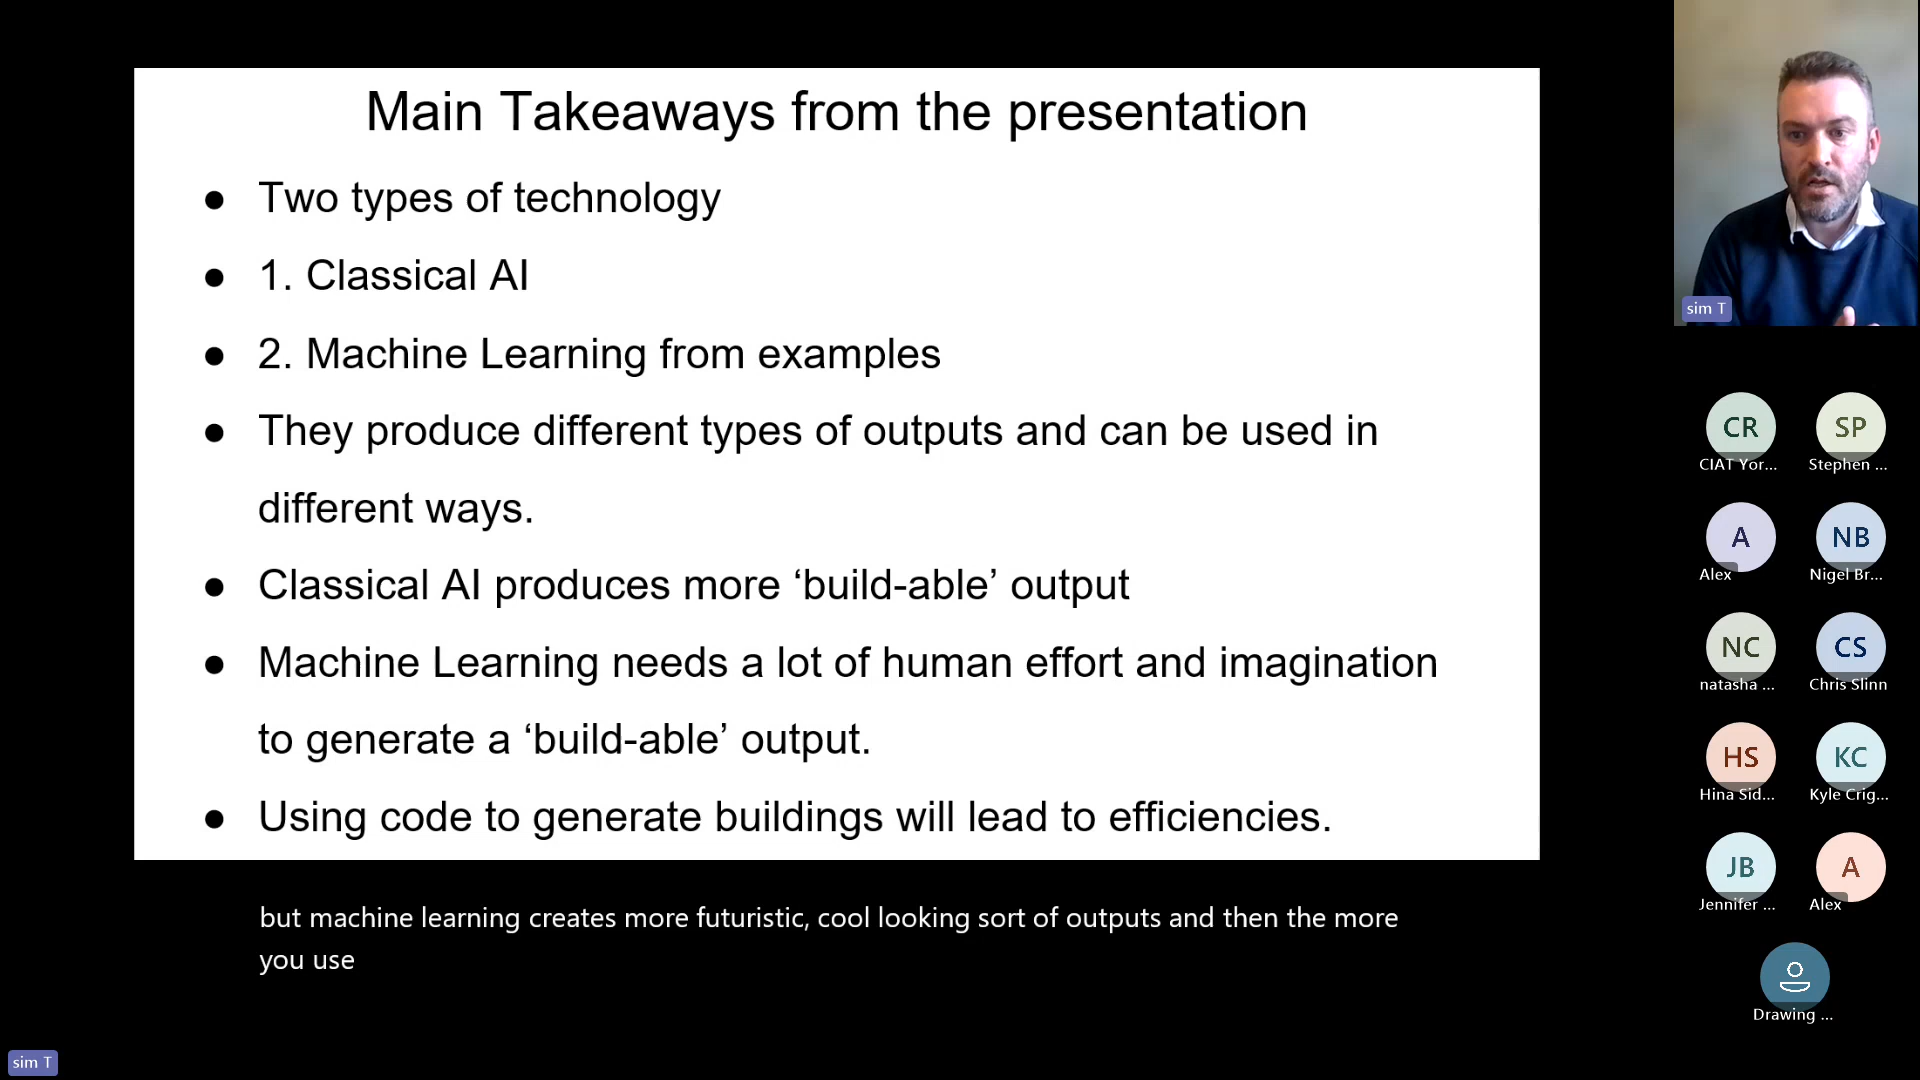 Main Takeaways from the presentation
● Two types of technology
● 1. Classical AI
● 2. Machine Learning from examples
● They produce different types of outputs and can be used in
different ways.
● Classical AI produces more ‘build-able’ output
● Machine Learning needs a lot of human effort and imagination
to generate a ‘build-able’ output.
● Using code to generate buildings will lead to efficiencies.
but machine learning creates more futuristic, cool looking sort of outputs and then the more
you use
sim T
sim T
CR
CIAT Yor...
SP
Stephen ...
A
Alex
NB
Nigel Br...
NC
natasha ...
CS
Chris Slinn
HS
Hina Sid...
KC
Kyle Crig...
JB
Jennifer ...
A
Alex
Drawing ...